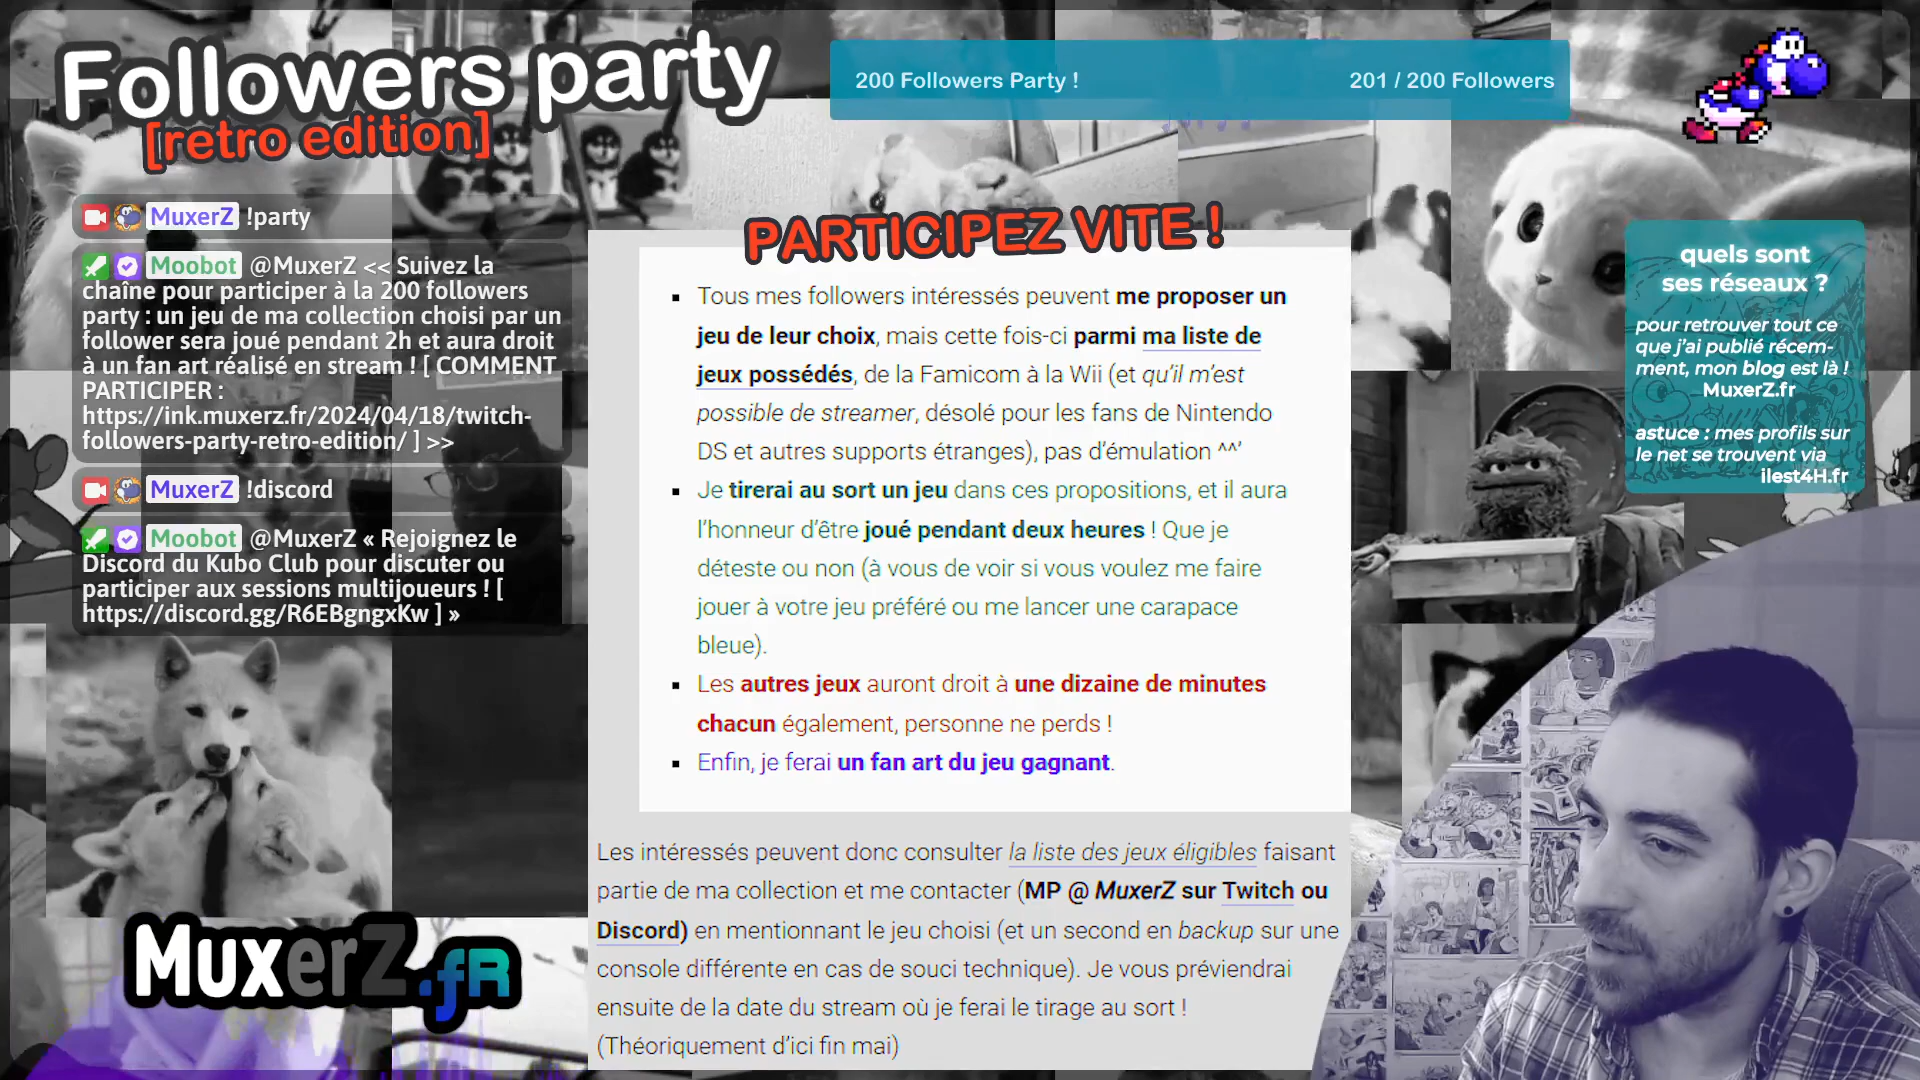 Followers party
[retro edition]
200 Followers Party !
201 / 200 Followers
MuxerZ !party
Moobot @MuxerZ << Suivez la
chaîne pour participer à la 200 followers
party : un jeu de ma collection choisi par un
follower sera joué pendant 2h et aura droit
à un fan art réalisé en stream ! [ COMMENT
PARTICIPER :
https://ink.muxerz.fr/2024/04/18/twitch-
followers-party-retro-edition/ ] >>
MuxerZ !discord
Moobot @MuxerZ « Rejoignez le
Discord du Kubo Club pour discuter ou
participer aux sessions multijoueurs ! [
https://discord.gg/R6EBgngxKw ] »
PARTICIPEZ VITE !
Tous mes followers intéressés peuvent me proposer un
jeu de leur choix, mais cette fois-ci parmi ma liste de
jeux possédés, de la Famicom à la Wii (et qu’il m’est
possible de streamer, désolé pour les fans de Nintendo
DS et autres supports étranges), pas d’émulation ^^’
Je tirerai au sort un jeu dans ces propositions, et il aura
l’honneur d’être joué pendant deux heures ! Que je
déteste ou non (à vous de voir si vous voulez me faire
jouer à votre jeu préféré ou me lancer une carapace
bleue).
Les autres jeux auront droit à une dizaine de minutes
chacun également, personne ne perds !
Enfin, je ferai un fan art du jeu gagnant.
Les intéressés peuvent donc consulter la liste des jeux éligibles faisant
partie de ma collection et me contacter (MP @ MuxerZ sur Twitch ou
Discord) en mentionnant le jeu choisi (et un second en backup sur une
console différente en cas de souci technique). Je vous préviendrai
ensuite de la date du stream où je ferai le tirage au sort !
(Théoriquement d’ici fin mai)
quels sont
ses réseaux ?
pour retrouver tout ce
que j’ai publié récem-
ment, mon blog est là !
MuxerZ.fr
astuce : mes profils sur
le net se trouvent via
ilest4H.fr
MuxerZ.fR